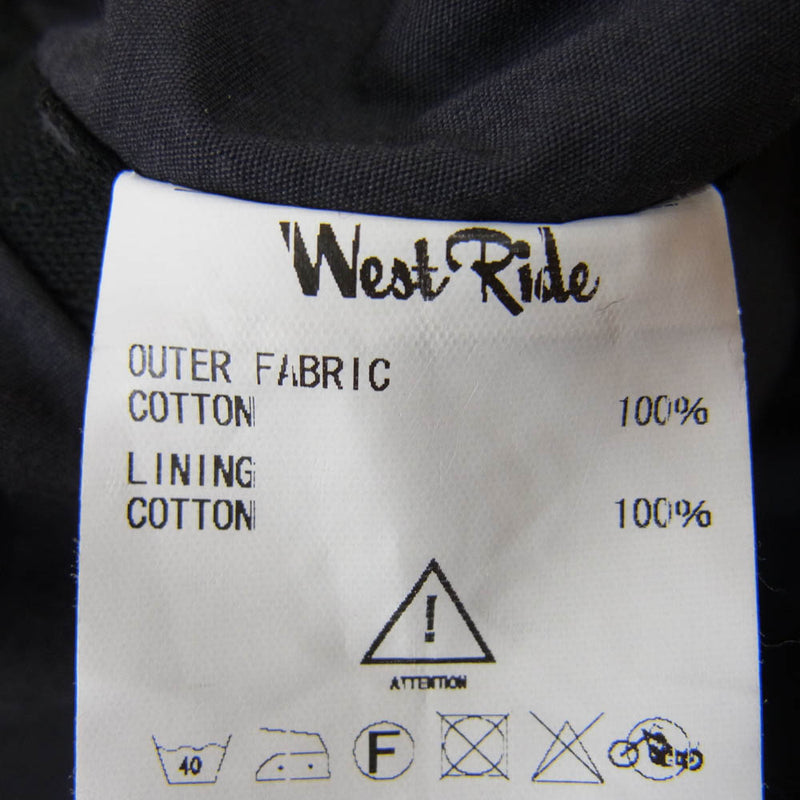 West Ride
OUTER FABRIC
COTTON 100%
LINING
COTTON 100%
!
ATTENTION
40 F